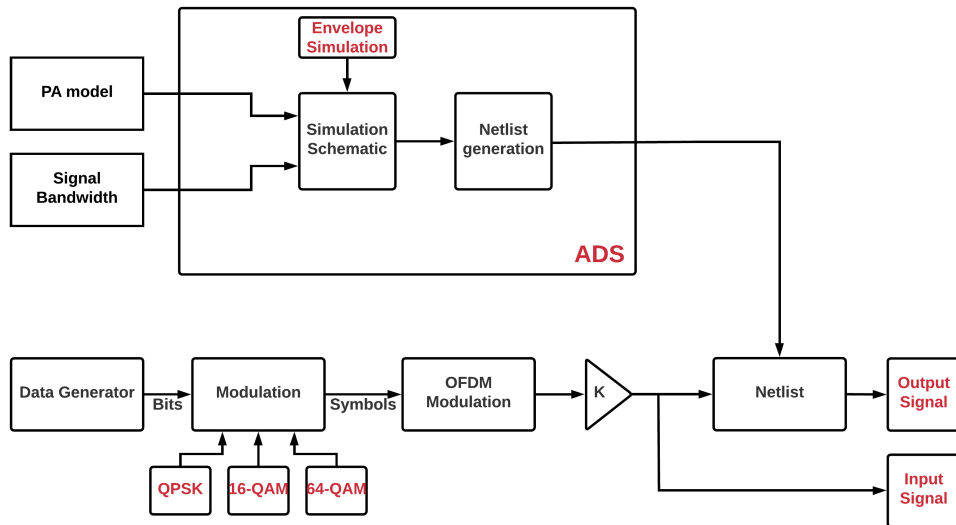 Envelope
Simulation
PA model
Simulation
Schematic
Netlist
generation
Signal
Bandwidth
ADS
Data Generator
Bits
Modulation
Symbols
OFDM
Modulation
K
Netlist
Output
Signal
QPSK
16-QAM
64-QAM
Input
Signal